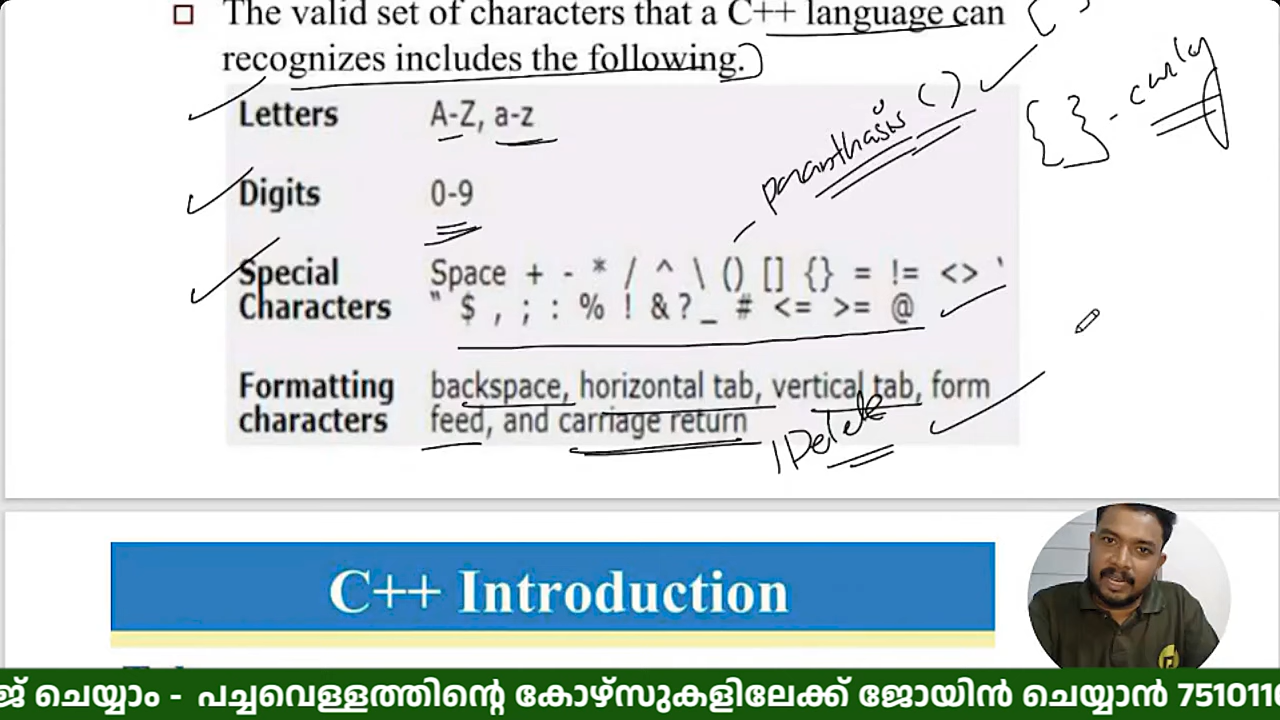 The valid set of characters that a C++ language can
recognizes includes the following.
Letters A-Z, a-z
Digits 0-9
Special Characters Space + - * / ^ \ () [] {} = != <> '
" $ , ; : % ! & ? _ # <= >= @
Formatting characters backspace, horizontal tab, vertical tab, form
feed, and carriage return
paranthasis ()
{ } - curly
Delete
C++ Introduction
ജ് ചെയ്യാം - പച്ചവെള്ളത്തിന്റെ കോഴ്സുകളിലേക്ക് ജോയിൻ ചെയ്യാൻ 751011